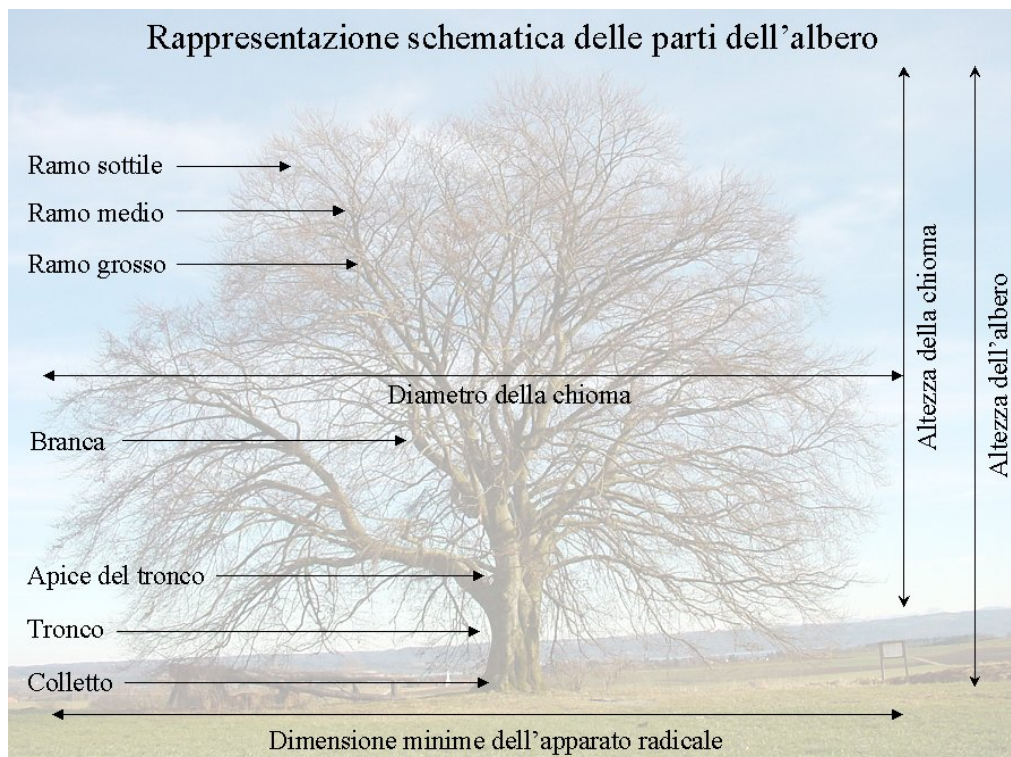 Rappresentazione schematica delle parti dell'albero
Ramo sottile
Ramo medio
Ramo grosso
Diametro della chioma
Branca
Apice del tronco
Tronco
Colletto
Dimensione minime dell'apparato radicale
Altezza della chioma
Altezza dell'albero